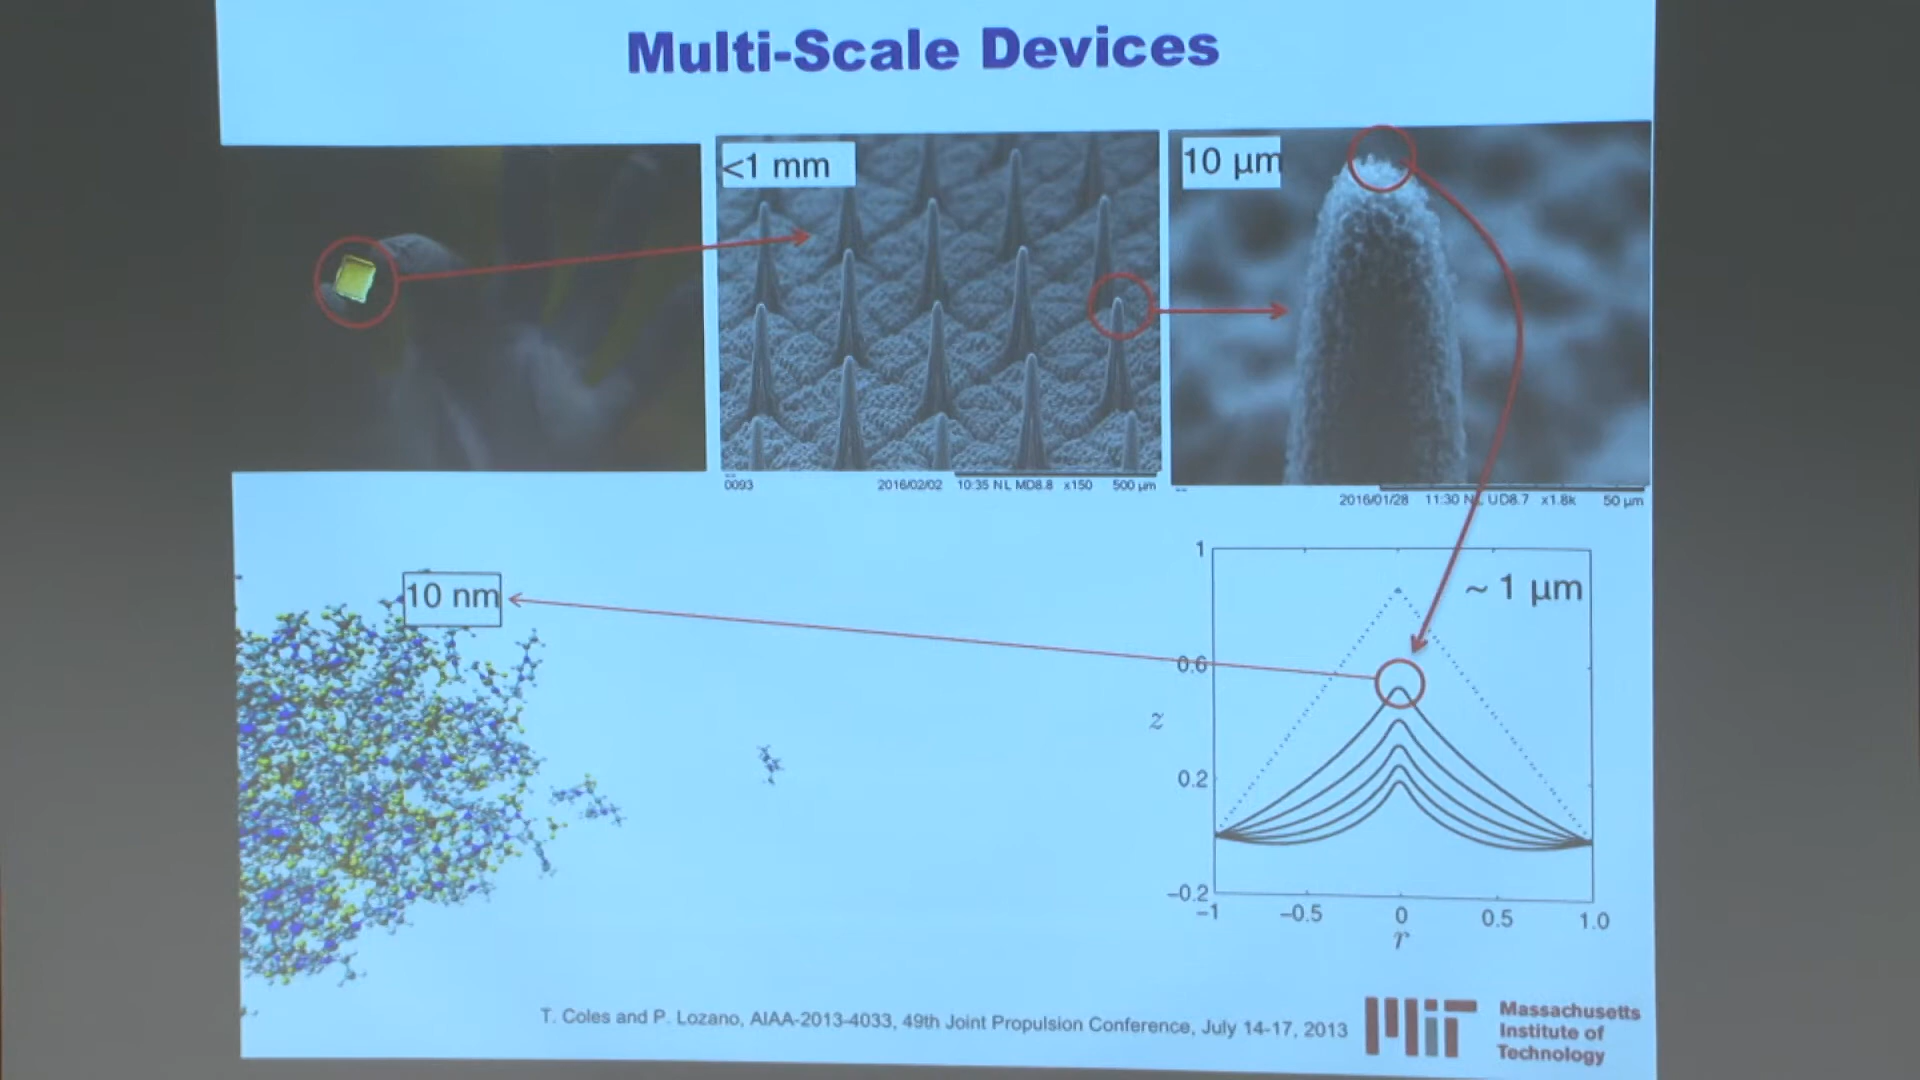 Multi-Scale Devices
<1 mm
10 µm
0093 2016/02/02 10:35 NL MD8.8 x150 500 µm
2016/01/28 11:30 NL UD8.7 x1.8k 50 µm
10 nm
~ 1 µm
1
0.6
z
0.2
−0.2
−1 −0.5 0 0.5 1.0
r
T. Coles and P. Lozano, AIAA-2013-4033, 49th Joint Propulsion Conference, July 14-17, 2013
MIT
Massachusetts
Institute of
Technology